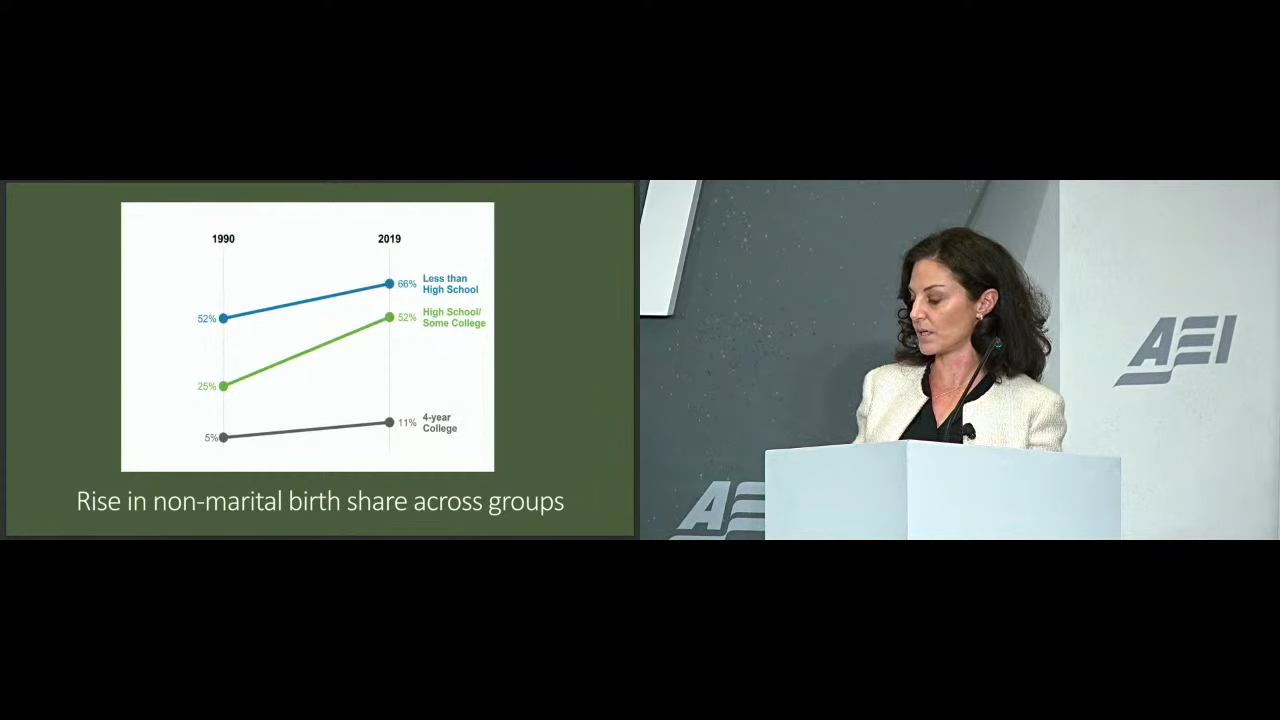 1990
2019
66%
Less than
High School
52%
52%
High School/
Some College
25%
11%
4-year
College
5%
Rise in non-marital birth share across groups
AEI
AEI